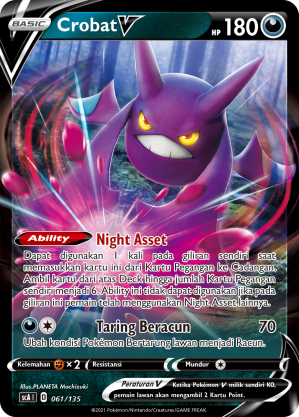 BASIC Crobat V HP 180
Ability Night Asset
Dapat digunakan 1 kali pada giliran sendiri saat
memasukkan kartu ini dari Kartu Pegangan ke Cadangan.
Ambil kartu dari atas Deck hingga jumlah Kartu Pegangan
sendiri menjadi 6. Ability ini tidak dapat digunakan jika pada
giliran ini pemain telah menggunakan Night Asset lainnya.
Taring Beracun 70
Ubah kondisi Pokémon Bertarung lawan menjadi Racun.
Kelemahan ×2 Resistansi Mundur
Illus. PLANETA Mochizuki
061/135
Peraturan V Ketika Pokémon V milik sendiri KO,
pemain lawan akan mengambil 2 Kartu Point.
©2021 Pokémon/Nintendo/Creatures/GAME FREAK.